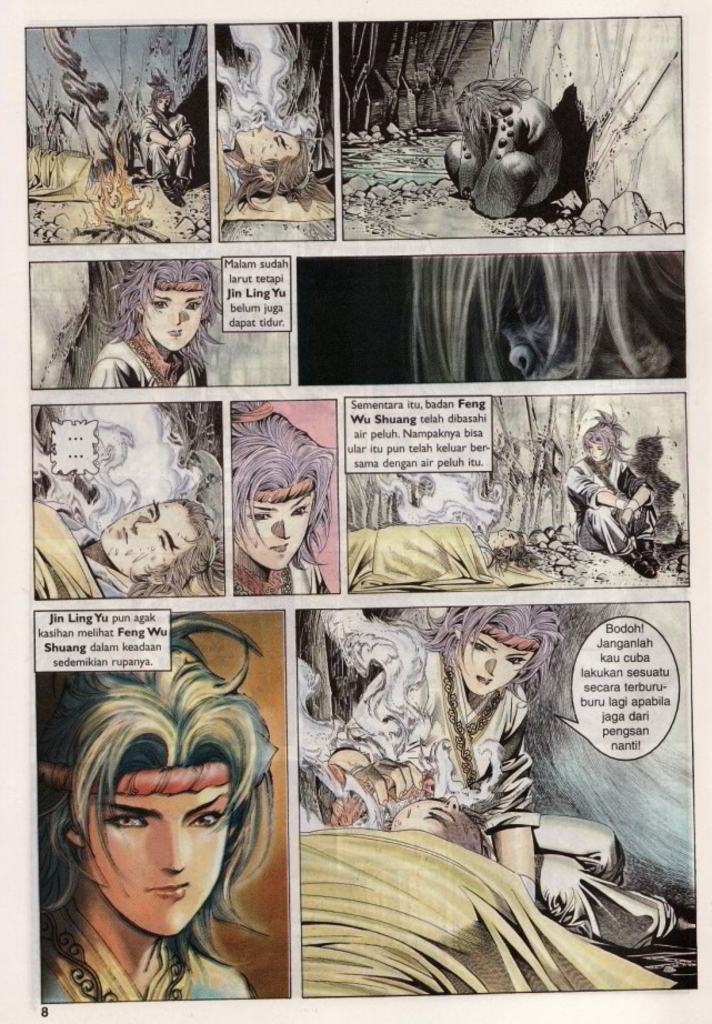 Malam sudah
larut tetapi
Jin Ling Yu
belum juga
dapat tidur.
...
...
Sementara itu, badan Feng
Wu Shuang telah dibasahi
air peluh. Nampaknya bisa
ular itu pun telah keluar ber-
sama dengan air peluh itu.
Jin Ling Yu pun agak
kasihan melihat Feng Wu
Shuang dalam keadaan
sedemikian rupanya.
Bodoh!
Janganlah
kau cuba
lakukan sesuatu
secara terburu-
buru lagi apabila
jaga dari
pengsan
nanti!
8